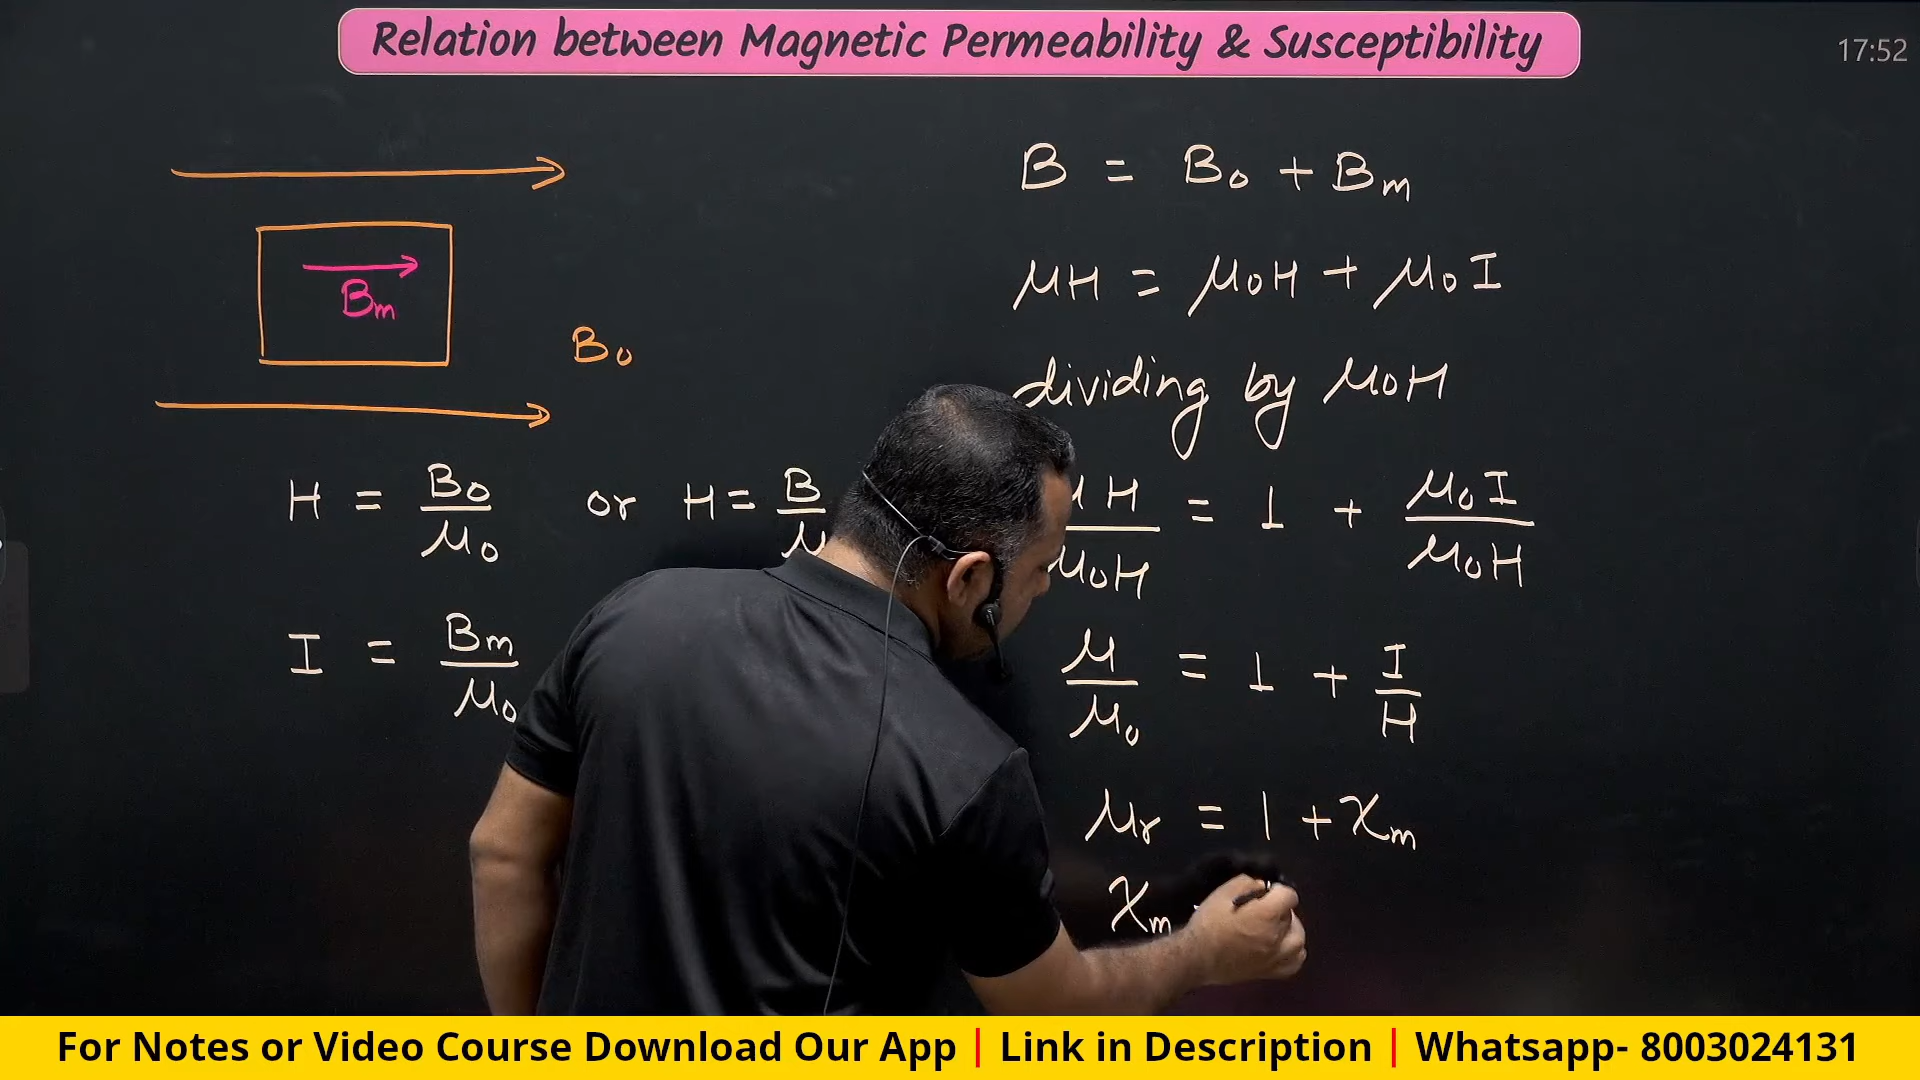 Relation between Magnetic Permeability & Susceptibility
17:52
Bm
B0
H = B0/μ0 or H = B/μ
I = Bm/μ0
B = B0 + Bm
μH = μ0H + μ0I
dividing by μ0H
μH/μ0H = 1 + μ0I/μ0H
μ/μ0 = 1 + I/H
μr = 1 + χm
χm
For Notes or Video Course Download Our App | Link in Description | Whatsapp- 8003024131